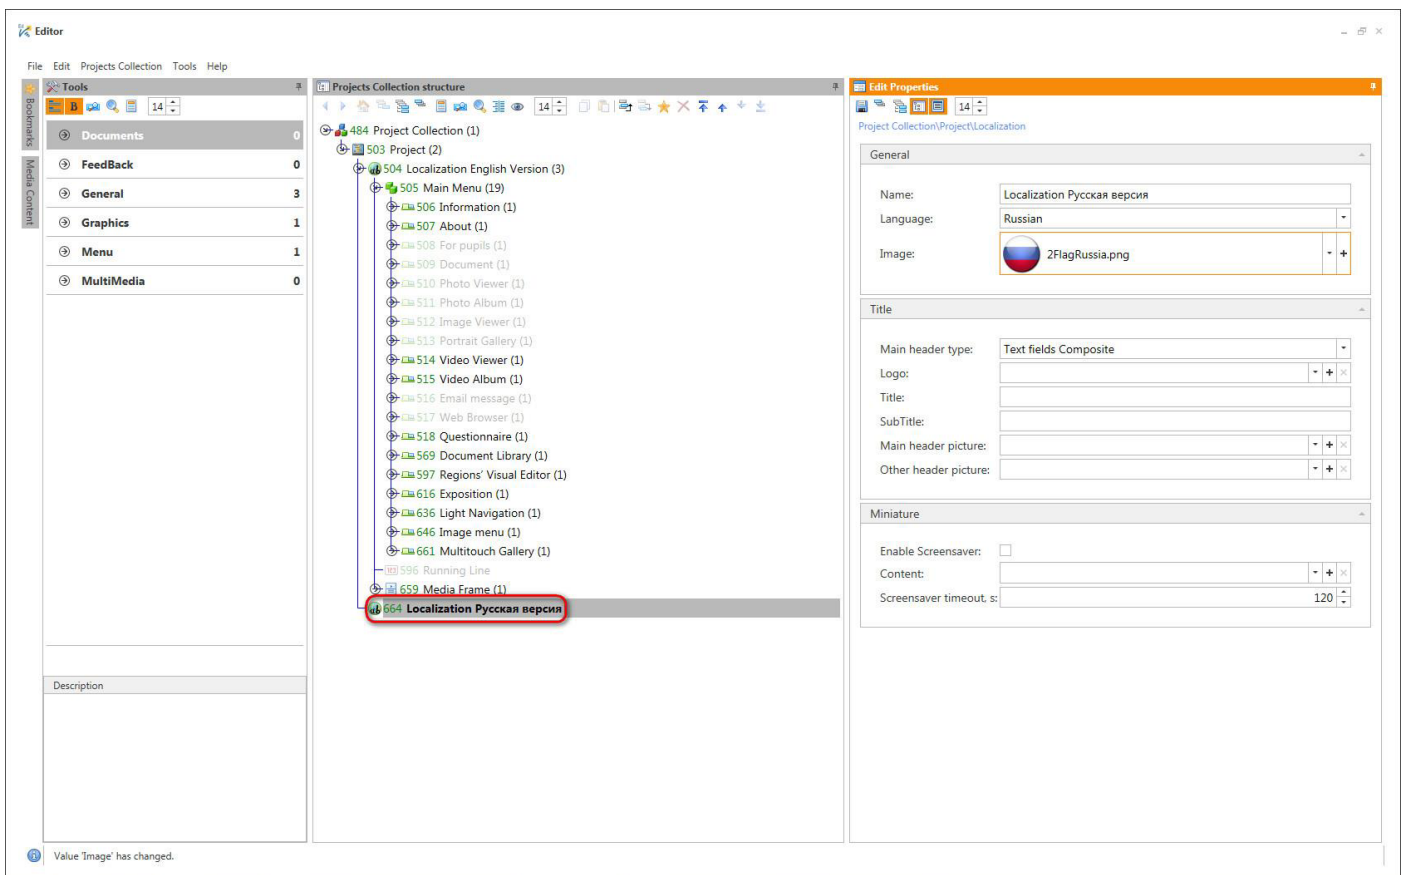 Editor
File Edit Projects Collection Tools Help
Bookmarks
Media Content
Tools
B 14
Documents 0
FeedBack 0
General 3
Graphics 1
Menu 1
MultiMedia 0
Description
Projects Collection structure
14
484 Project Collection (1)
503 Project (2)
504 Localization English Version (3)
505 Main Menu (19)
506 Information (1)
507 About (1)
508 For pupils (1)
509 Document (1)
510 Photo Viewer (1)
511 Photo Album (1)
512 Image Viewer (1)
513 Portrait Gallery (1)
514 Video Viewer (1)
515 Video Album (1)
516 Email message (1)
517 Web Browser (1)
518 Questionnaire (1)
569 Document Library (1)
597 Regions' Visual Editor (1)
616 Exposition (1)
636 Light Navigation (1)
646 Image menu (1)
661 Multitouch Gallery (1)
596 Running Line
659 Media Frame (1)
664 Localization Русская версия
Edit Properties
14
Project Collection\Project\Localization
General
Name: Localization Русская версия
Language: Russian
Image: 2FlagRussia.png
Title
Main header type: Text fields Composite
Logo:
Title:
SubTitle:
Main header picture:
Other header picture:
Miniature
Enable Screensaver:
Content:
Screensaver timeout, s: 120
Value 'Image' has changed.